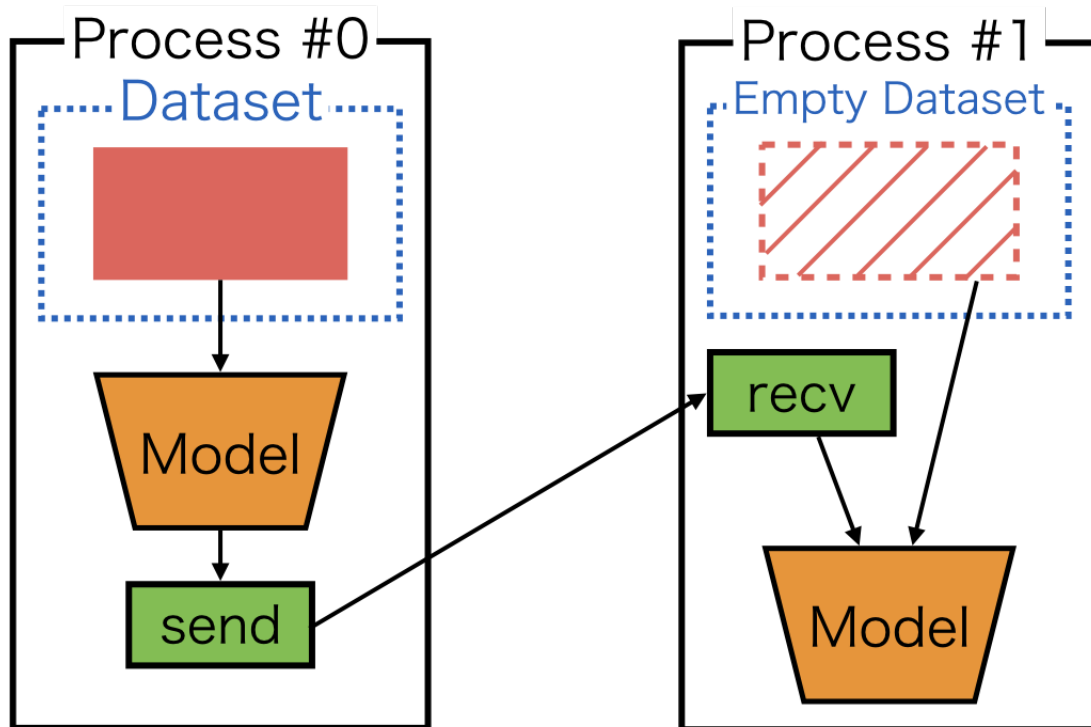 Process #0
Dataset
Model
send
Process #1
Empty Dataset
recv
Model